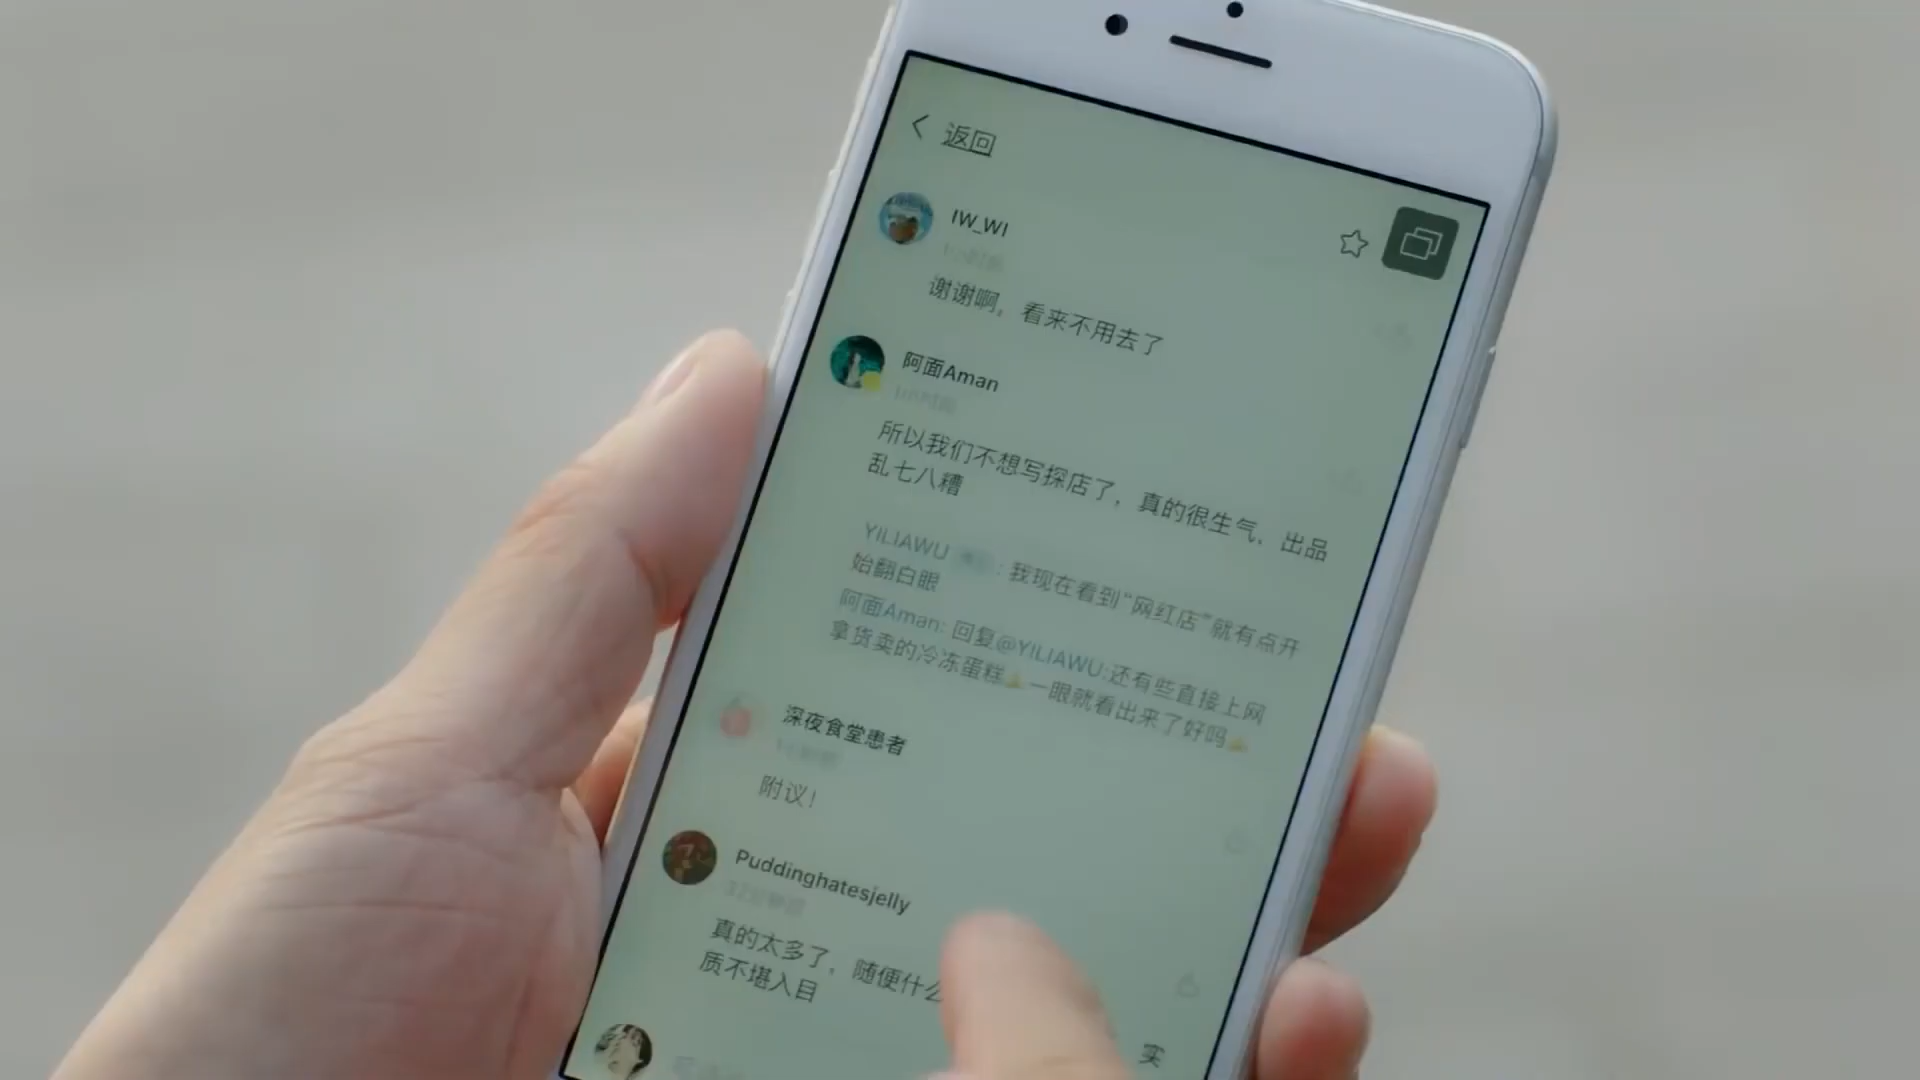 返回
IW_WI
谢谢啊，看来不用去了
阿面Aman
所以我们不想写探店了，真的很生气，出品
乱七八糟
YILIAWU : 我现在看到“网红店”就有点开
始翻白眼
阿面Aman: 回复@YILIAWU:还有些直接上网
拿货卖的冷冻蛋糕 一眼就看出来了好吗
深夜食堂患者
附议！
Puddinghatesjelly
真的太多了，随便什么
实
质不堪入目